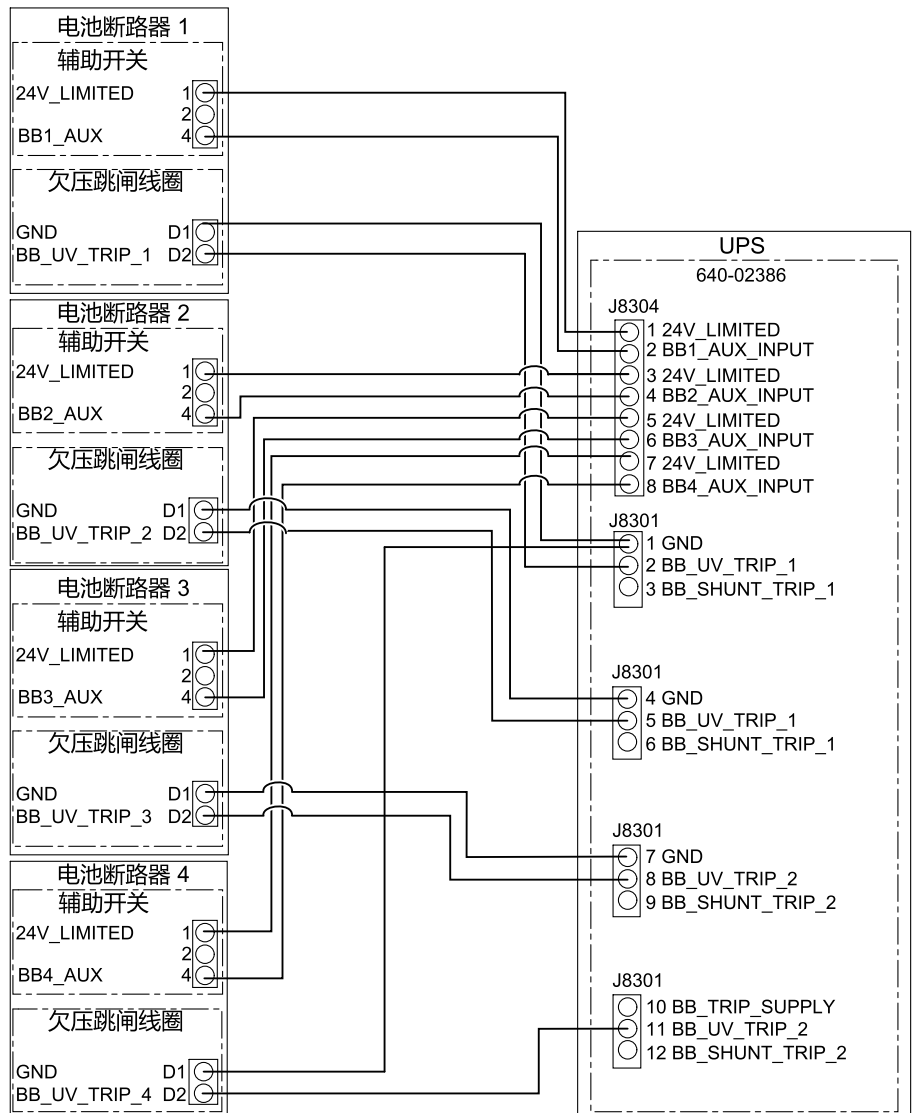 电池断路器 1
辅助开关
24V_LIMITED 1
2
BB1_AUX 4
欠压跳闸线圈
GND D1
BB_UV_TRIP_1 D2
电池断路器 2
辅助开关
24V_LIMITED 1
2
BB2_AUX 4
欠压跳闸线圈
GND D1
BB_UV_TRIP_2 D2
电池断路器 3
辅助开关
24V_LIMITED 1
2
BB3_AUX 4
欠压跳闸线圈
GND D1
BB_UV_TRIP_3 D2
电池断路器 4
辅助开关
24V_LIMITED 1
2
BB4_AUX 4
欠压跳闸线圈
GND D1
BB_UV_TRIP_4 D2
UPS
640-02386
J8304
1 24V_LIMITED
2 BB1_AUX_INPUT
3 24V_LIMITED
4 BB2_AUX_INPUT
5 24V_LIMITED
6 BB3_AUX_INPUT
7 24V_LIMITED
8 BB4_AUX_INPUT
J8301
1 GND
2 BB_UV_TRIP_1
3 BB_SHUNT_TRIP_1
J8301
4 GND
5 BB_UV_TRIP_1
6 BB_SHUNT_TRIP_1
J8301
7 GND
8 BB_UV_TRIP_2
9 BB_SHUNT_TRIP_2
J8301
10 BB_TRIP_SUPPLY
11 BB_UV_TRIP_2
12 BB_SHUNT_TRIP_2